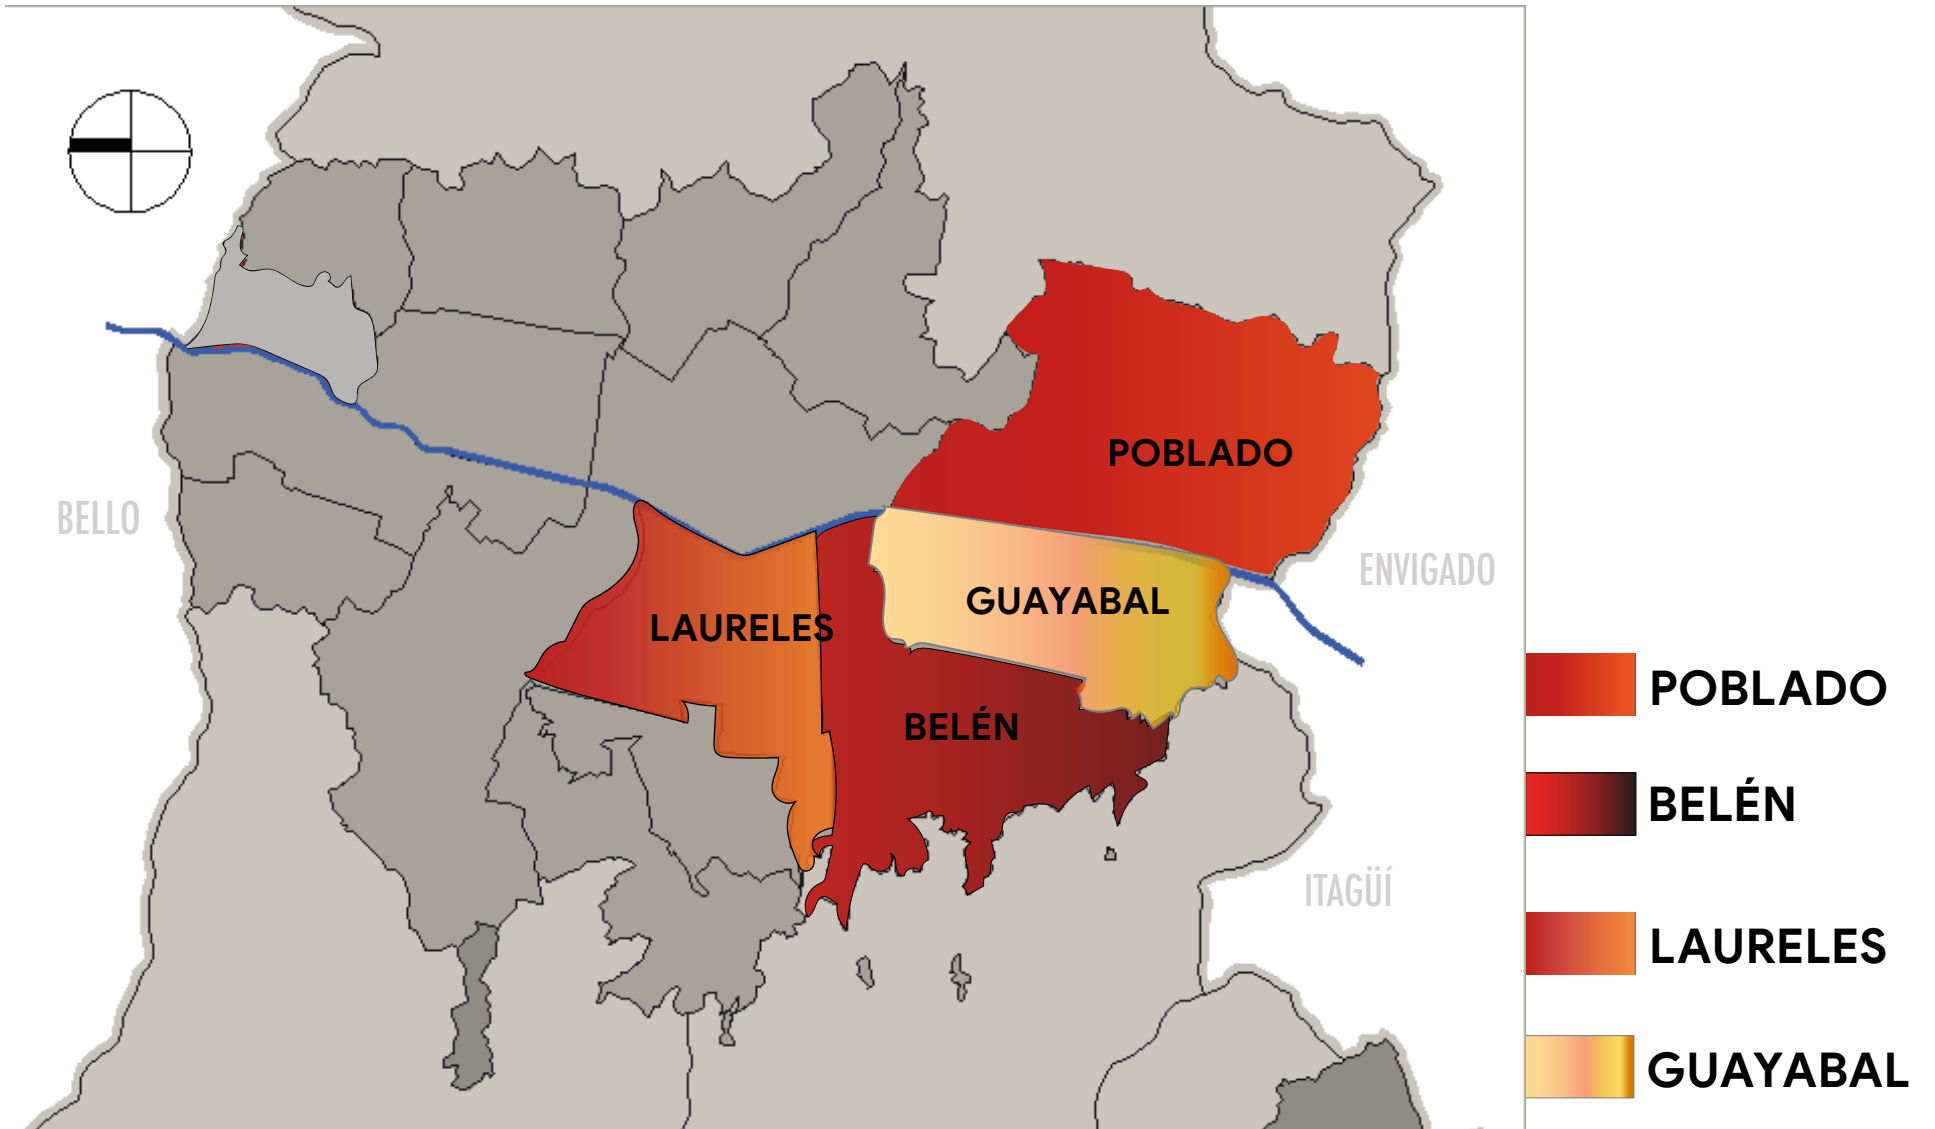 POBLADO
BELLO
ENVIGADO
GUAYABAL
LAURELES
BELÉN
ITAGÜÍ
POBLADO
BELÉN
LAURELES
GUAYABAL